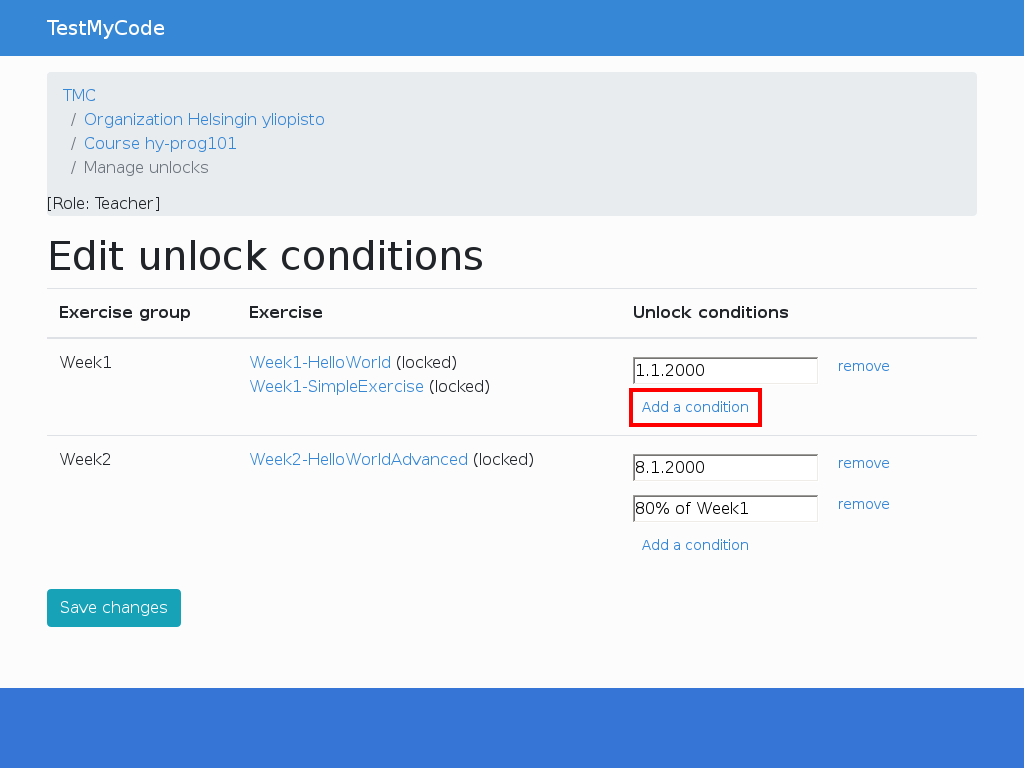 TestMyCode
TMC
/ Organization Helsingin yliopisto
/ Course hy-prog101
/ Manage unlocks
[Role: Teacher]
Edit unlock conditions
Exercise group Exercise Unlock conditions
Week1 Week1-HelloWorld (locked) 1.1.2000 remove
Week1-SimpleExercise (locked)
Add a condition
Week2 Week2-HelloWorldAdvanced (locked) 8.1.2000 remove
80% of Week1 remove
Add a condition
Save changes